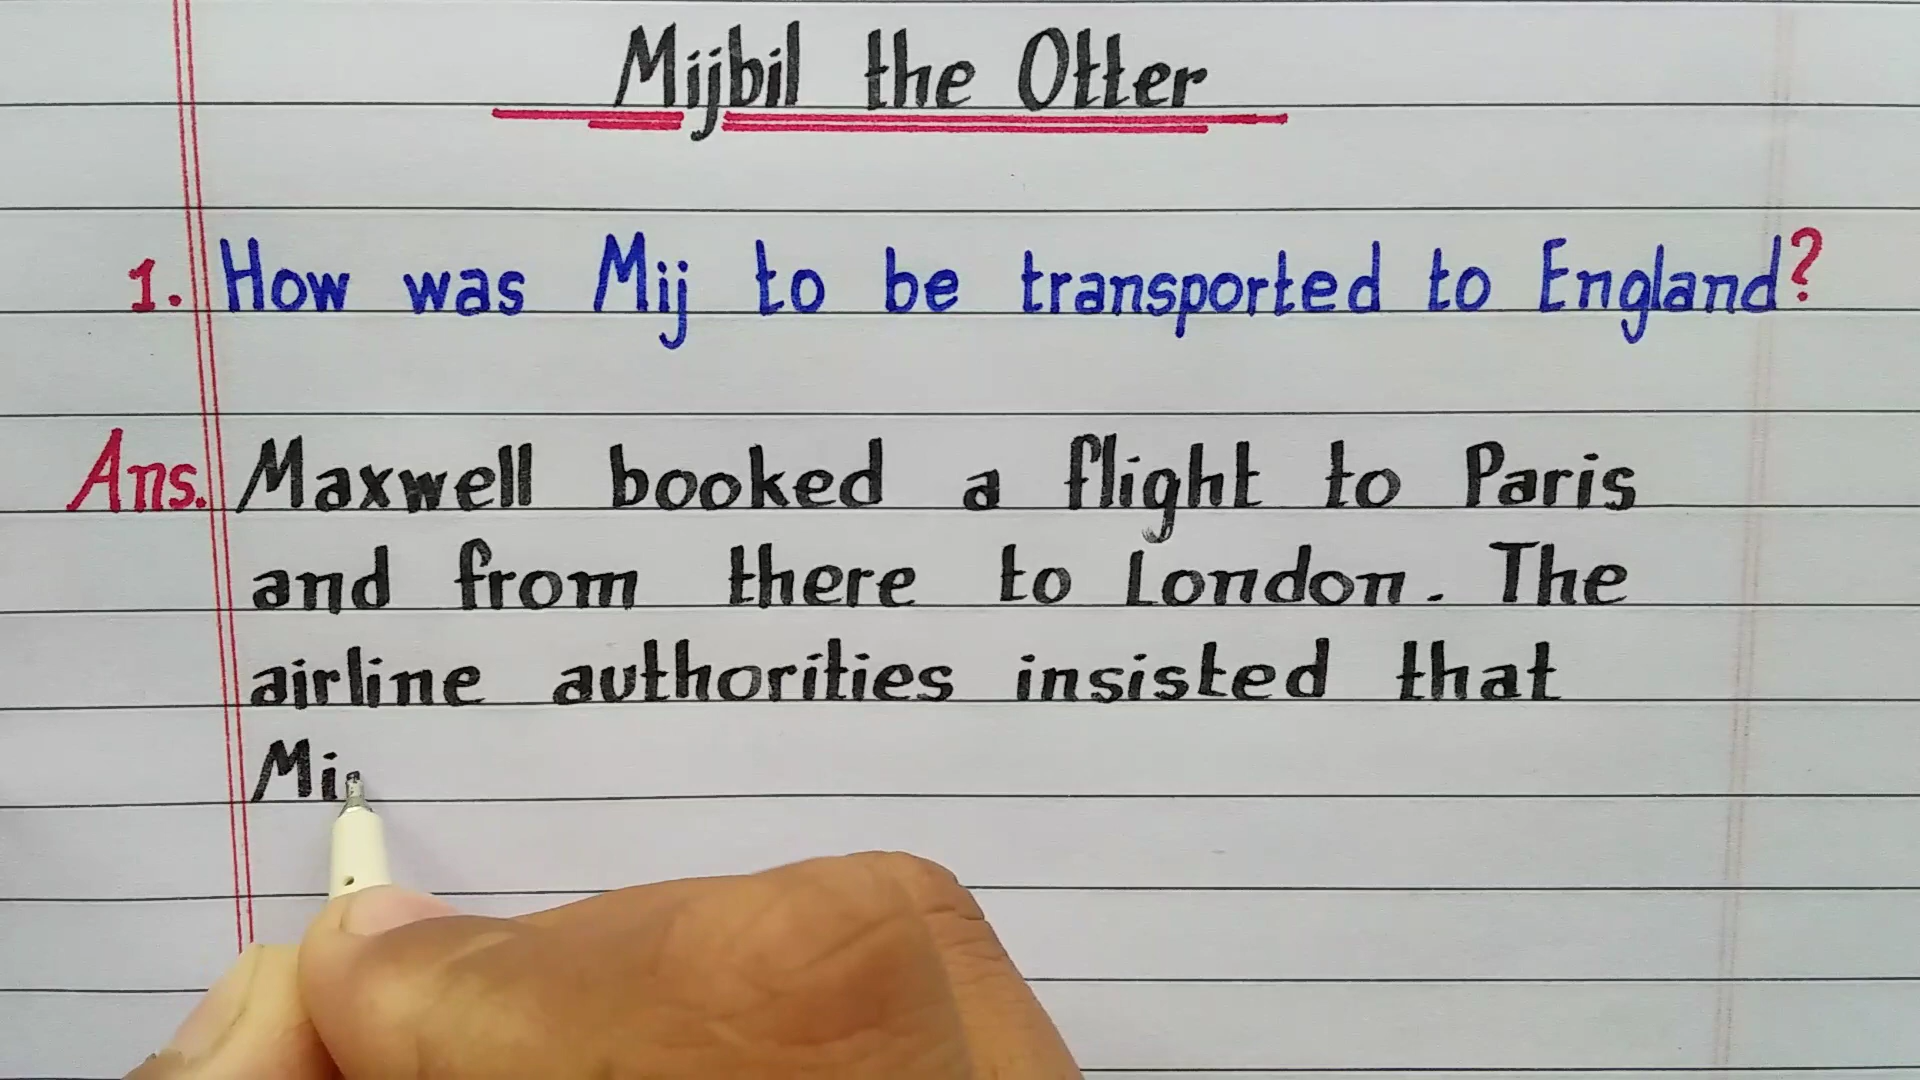 Mijbil the Otter
1. How was Mij to be transported to England?
Ans. Maxwell booked a flight to Paris
and from there to London. The
airline authorities insisted that
Mi